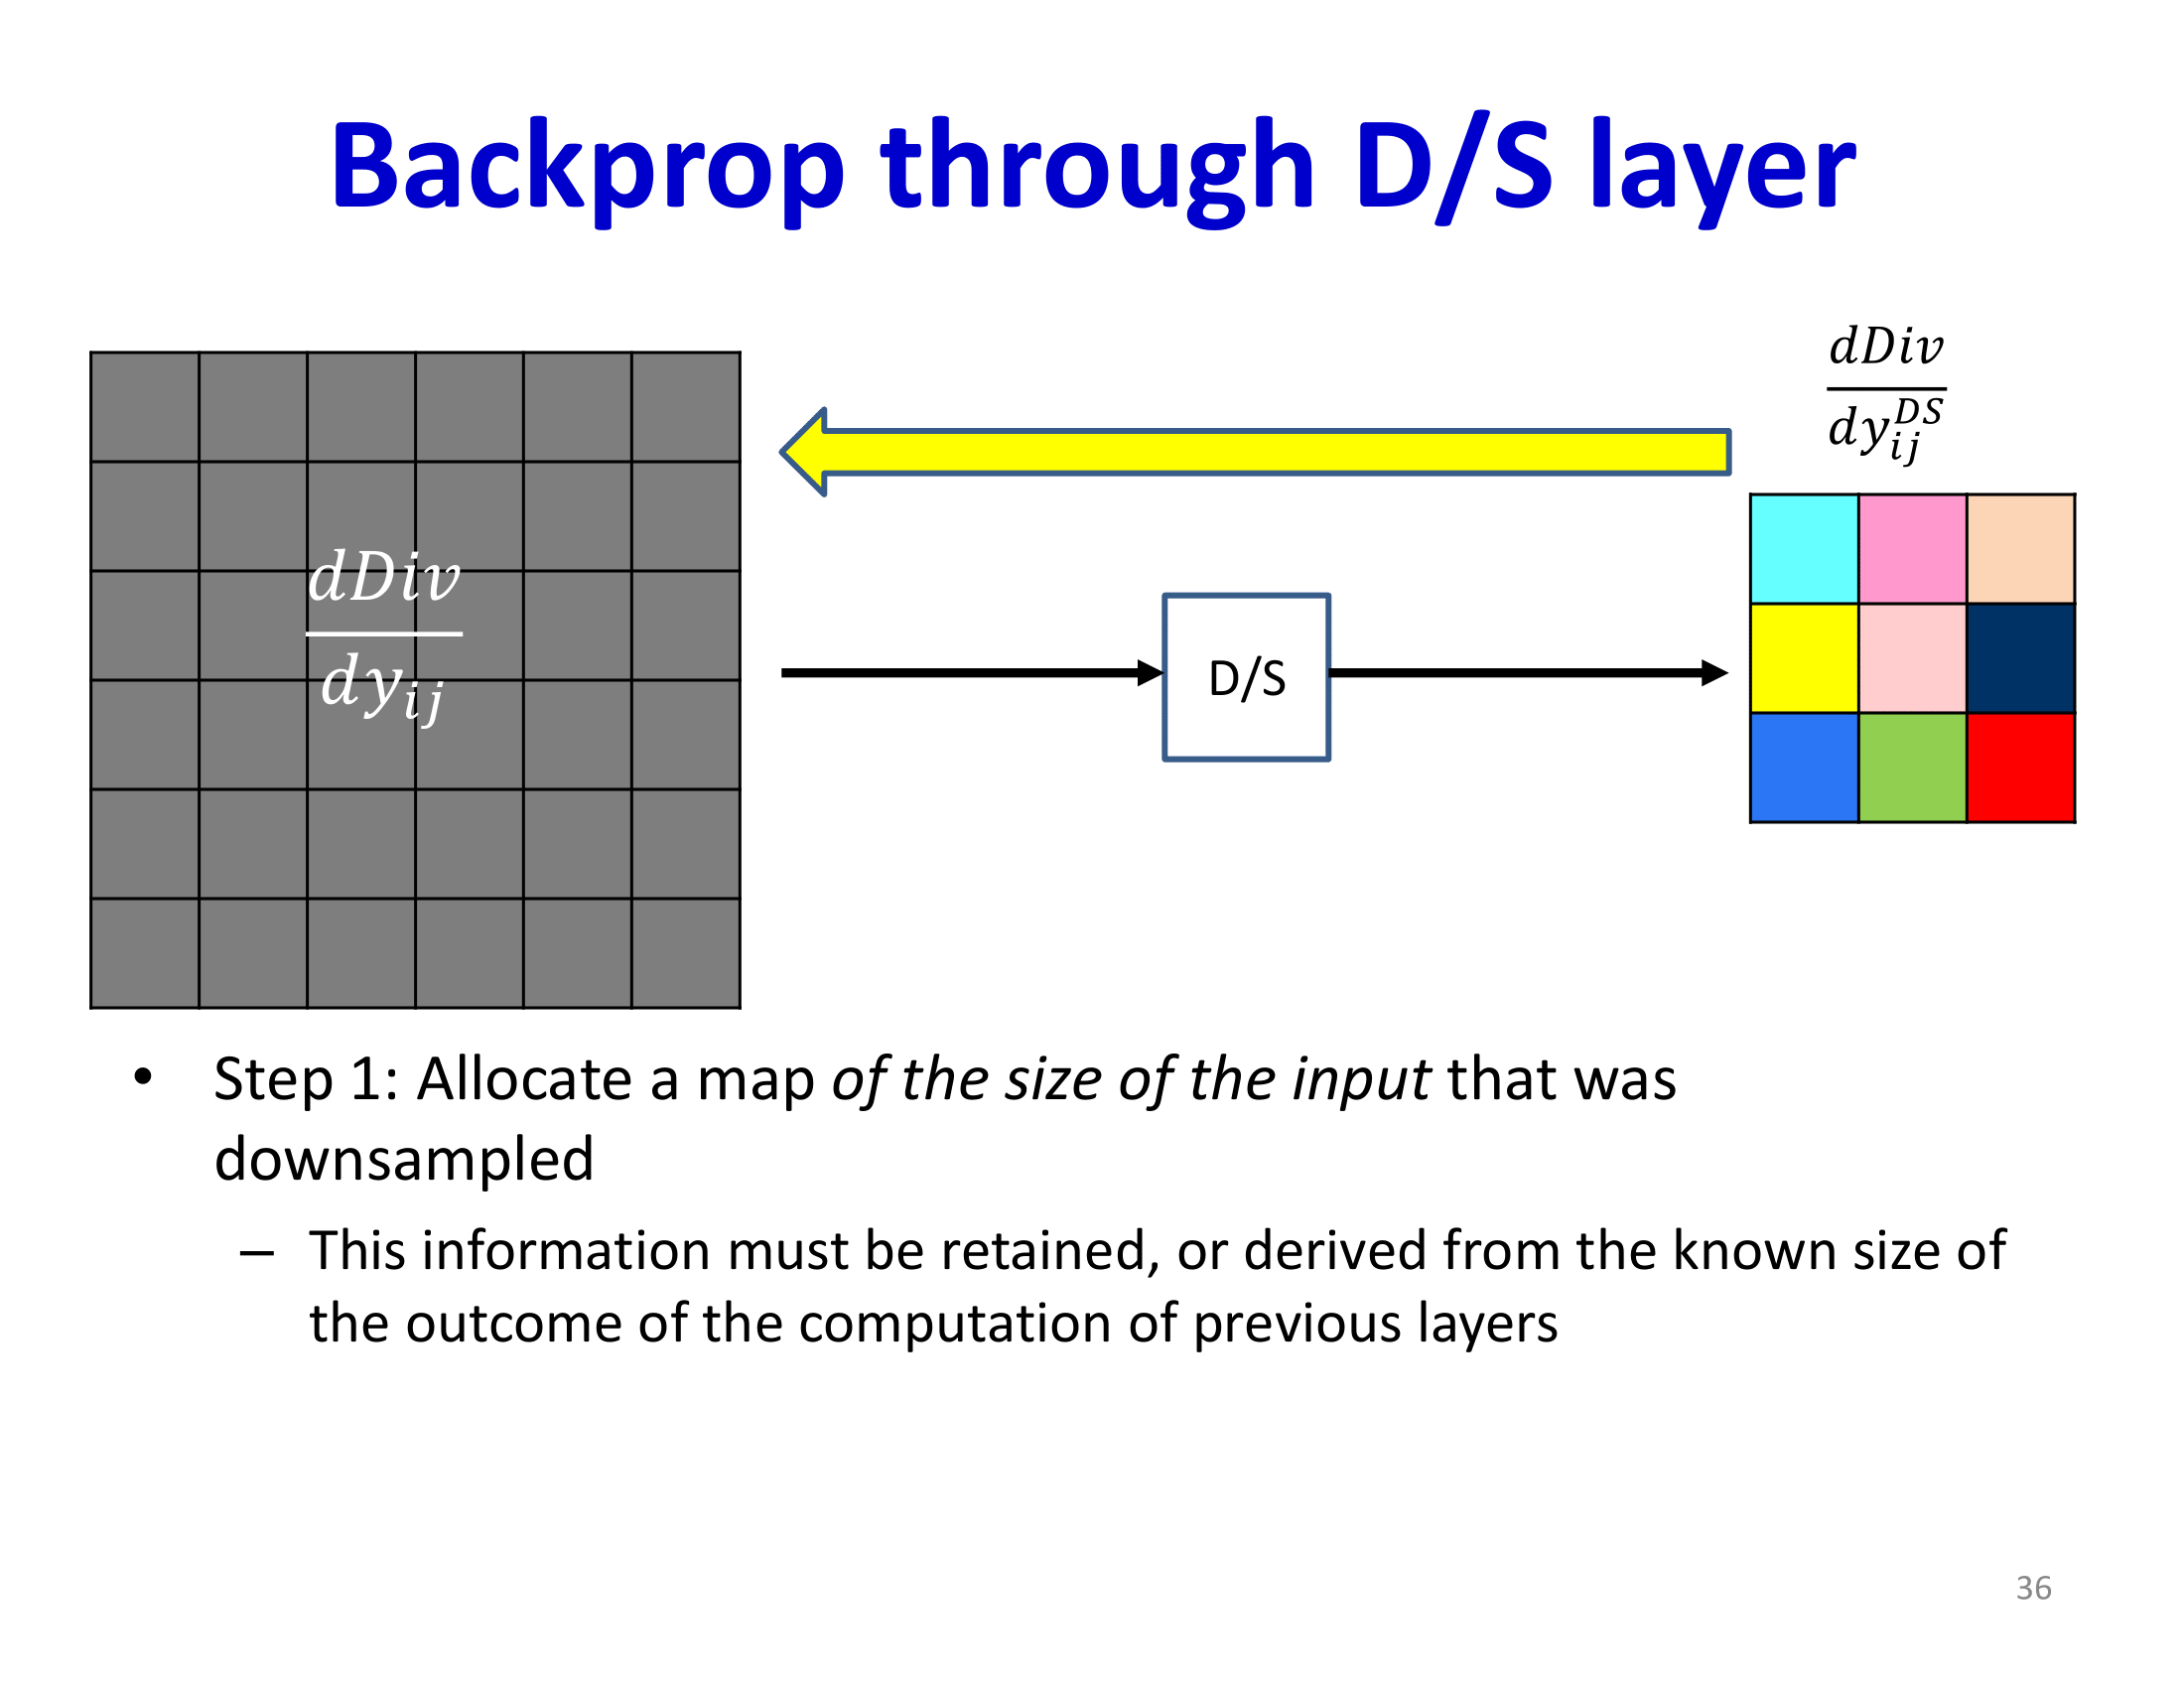 Backprop through D/S layer
dDiv
dy_{ij}^{DS}
dDiv
dy_{ij}
D/S
• Step 1: Allocate a map of the size of the input that was
downsampled
– This information must be retained, or derived from the known size of
the outcome of the computation of previous layers
36